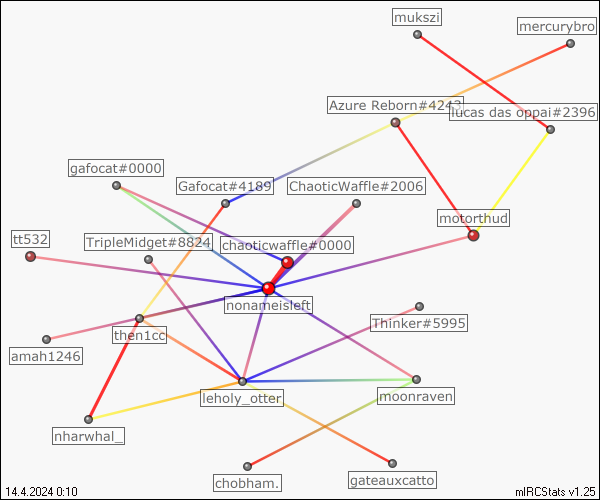 mukszi
mercurybro
Azure Reborn#4243
lucas das oppai#2396
gafocat#0000
Gafocat#4189
ChaoticWaffle#2006
motorthud
tt532
TripleMidget#8824
chaoticwaffle#0000
nonameisleft
Thinker#5995
then1cc
amah1246
leholy_otter
moonraven
nharwhal_
chobham.
gateauxcatto
14.4.2024 0:10
mIRCStats v1.25